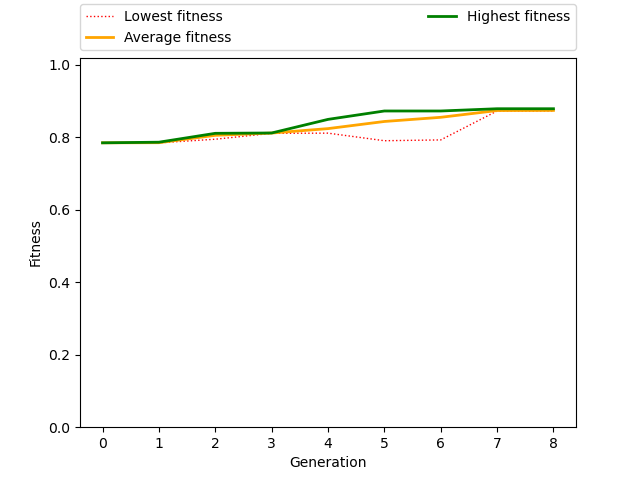 Lowest fitness
Average fitness
Highest fitness
1.0
0.8
0.6
0.4
0.2
0.0
Fitness
0 1 2 3 4 5 6 7 8
Generation